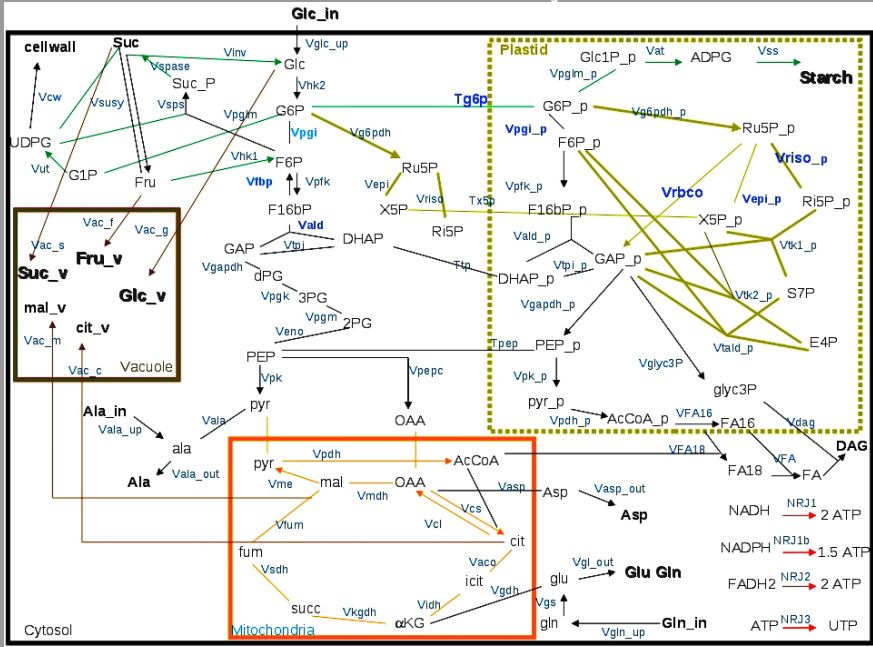 Glc_in
cellwall
Suc
Vglc_up
Vinv
Glc
Vspase
Suc_P
Vhk2
Vcw
Vsusy
Vsps
Vpglm
G6P
Tg6p
UDPG
Vpgi
Vg6pdh
Vut
G1P
Vhk1
F6P
Ru5P
Fru
Vfbp
Vpfk
Vepi
Vriso
F16bP
X5P
Tx5p
Ri5P
Vald
Vtpi
GAP
DHAP
Ttp
Vgapdh
dPG
Vpgk
3PG
Vpgm
2PG
Veno
PEP
Tpep
Vpk
Vpepc
pyr
OAA
Plastid
Glc1P_p
Vat
ADPG
Vss
Starch
Vpglm_p
G6P_p
Vg6pdh_p
Ru5P_p
Vpgi_p
F6P_p
Vriso_p
Vrbco
Vepi_p
Vpfk_p
Ri5P_p
F16bP_p
X5P_p
Vald_p
Vtk1_p
GAP_p
Vtpi_p
DHAP_p
S7P
Vtk2_p
Vgapdh_p
E4P
Vtald_p
PEP_p
Vglyc3P
Vpk_p
glyc3P
pyr_p
Vpdh_p
AcCoA_p
VFA16
FA16
Vdag
DAG
VFA18
VFA
FA18
FA
Vac_f
Vac_g
Vac_s
Fru_v
Suc_v
Glc_v
mal_v
cit_v
Vac_m
Vac_c
Vacuole
Ala_in
Vala_up
Vala
ala
Vala_out
Ala
pyr
Vpdh
AcCoA
Vme
mal
OAA
Vmdh
Vasp
Asp
Vasp_out
Asp
Vcs
Vcl
Vfum
cit
fum
Vaco
Vsdh
icit
Vgdh
glu
Vgl_out
Glu Gln
succ
Vkgdh
Vidh
αKG
Vgs
gln
Vgln_up
Gln_in
Cytosol
Mitochondria
NADH
NRJ1
2 ATP
NADPH
NRJ1b
1.5 ATP
FADH2
NRJ2
2 ATP
ATP
NRJ3
UTP